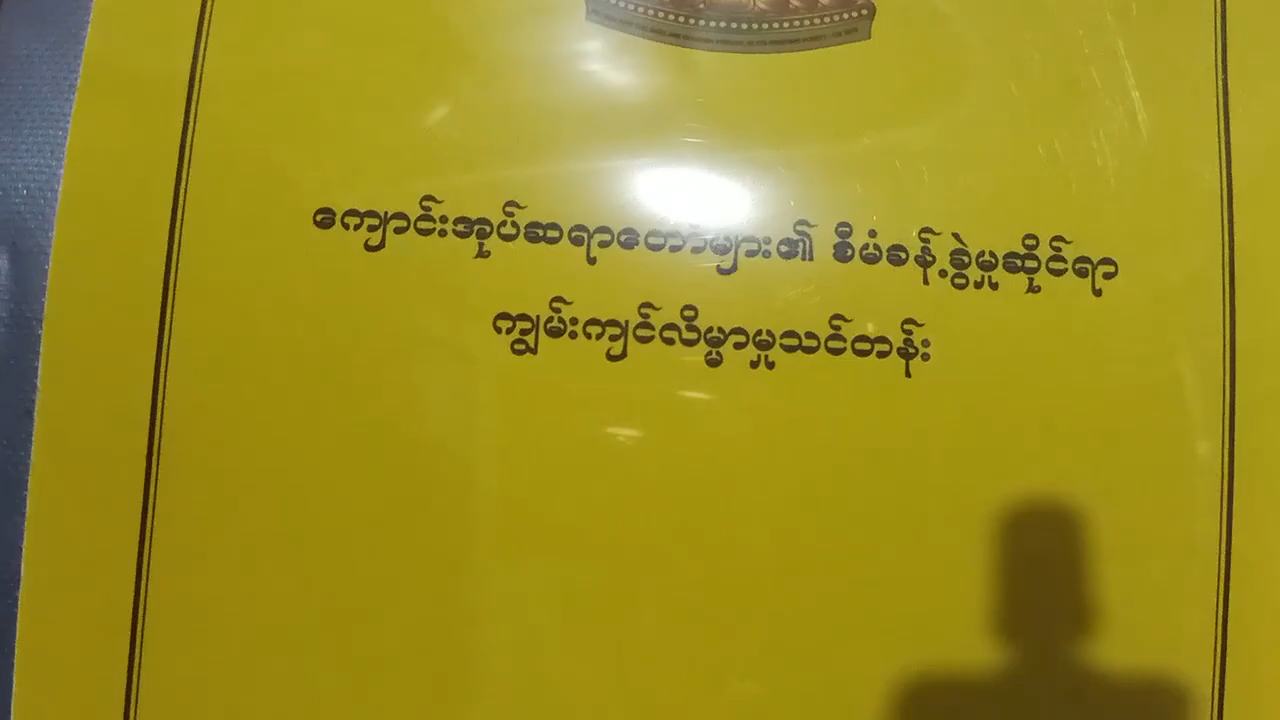 ကျောင်းအုပ်ဆရာတော်များ၏ စီမံခန့်ခွဲမှုဆိုင်ရာ
ကျွမ်းကျင်လိမ္မာမှုသင်တန်း